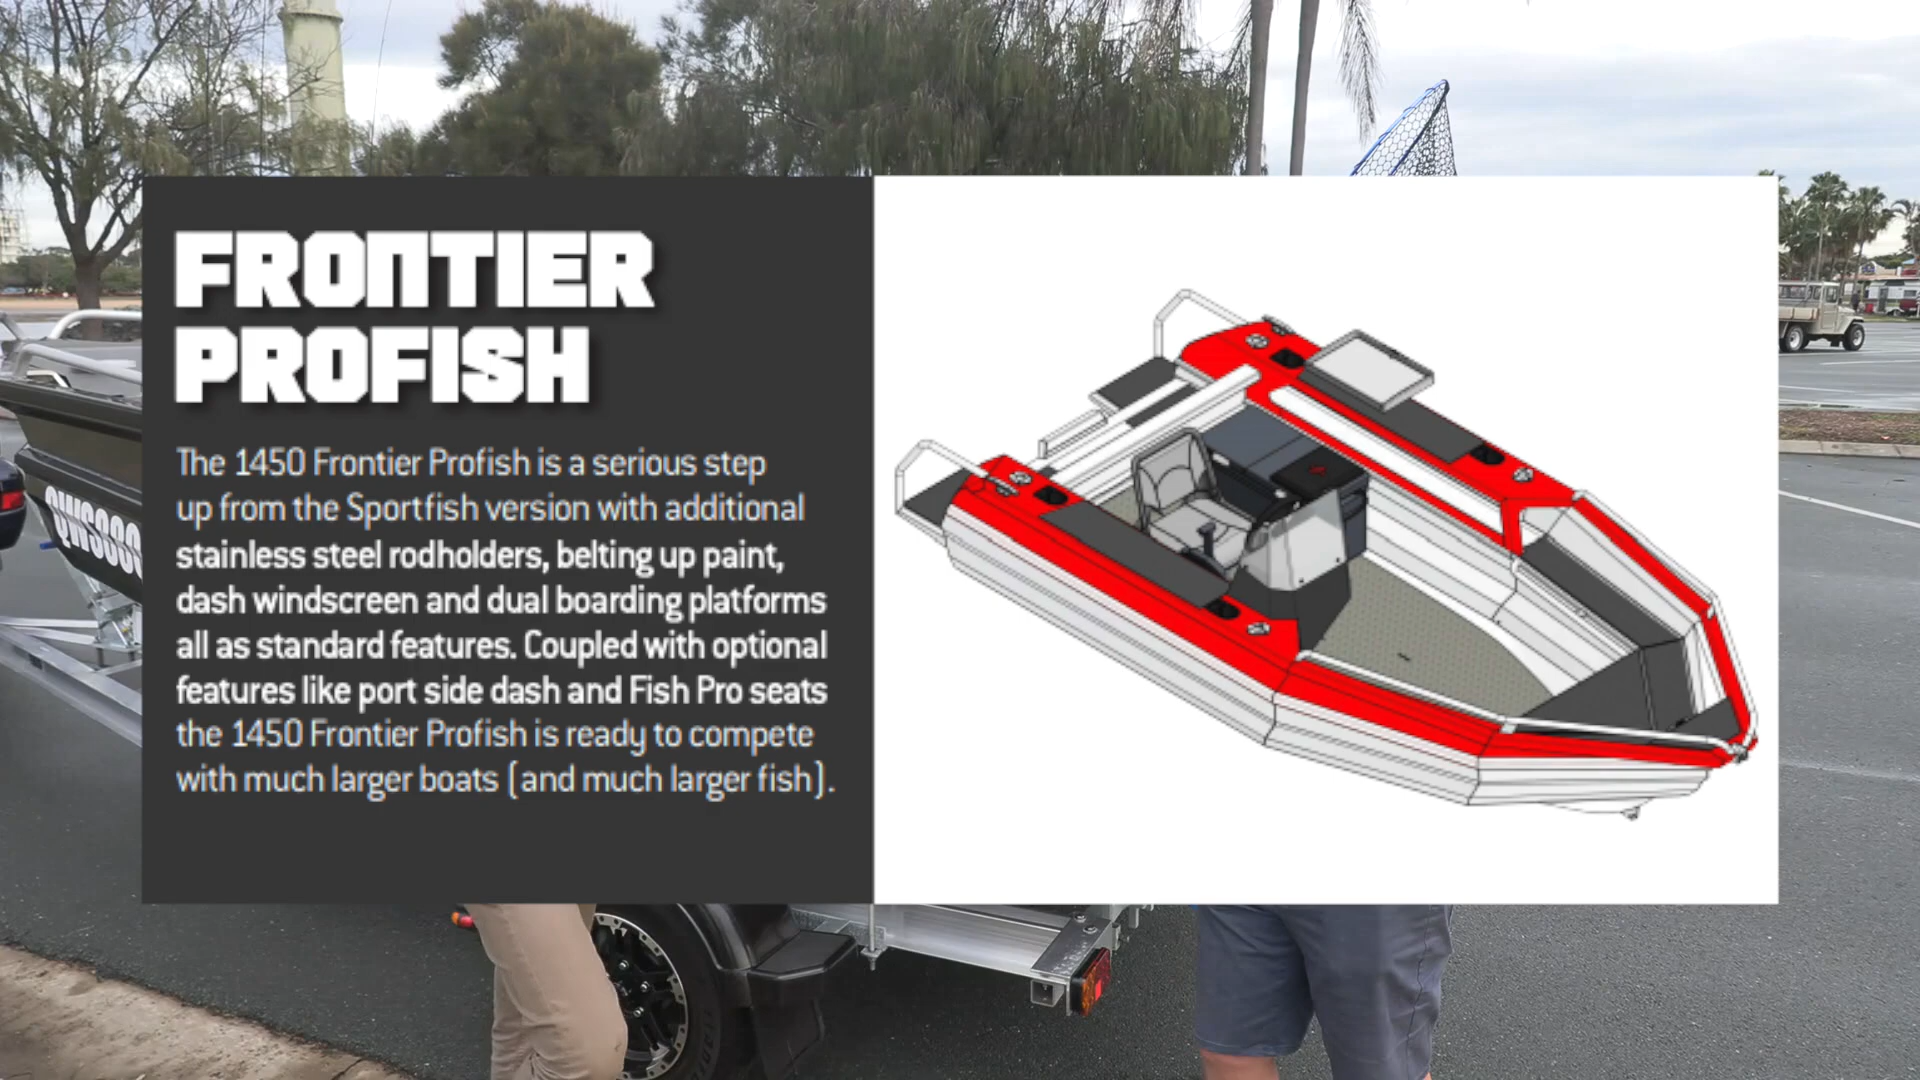 FRONTIER
PROFISH
The 1450 Frontier Profish is a serious step
up from the Sportfish version with additional
stainless steel rodholders, belting up paint,
dash windscreen and dual boarding platforms
all as standard features. Coupled with optional
features like port side dash and Fish Pro seats
the 1450 Frontier Profish is ready to compete
with much larger boats (and much larger fish).